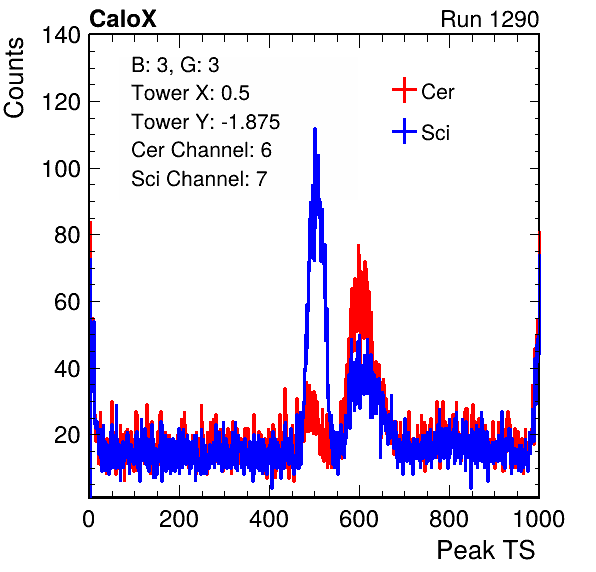 CaloX
Run 1290
Counts
140
120
100
80
60
40
20
B: 3, G: 3
Tower X: 0.5
Tower Y: -1.875
Cer Channel: 6
Sci Channel: 7
Cer
Sci
0 200 400 600 800 1000
Peak TS